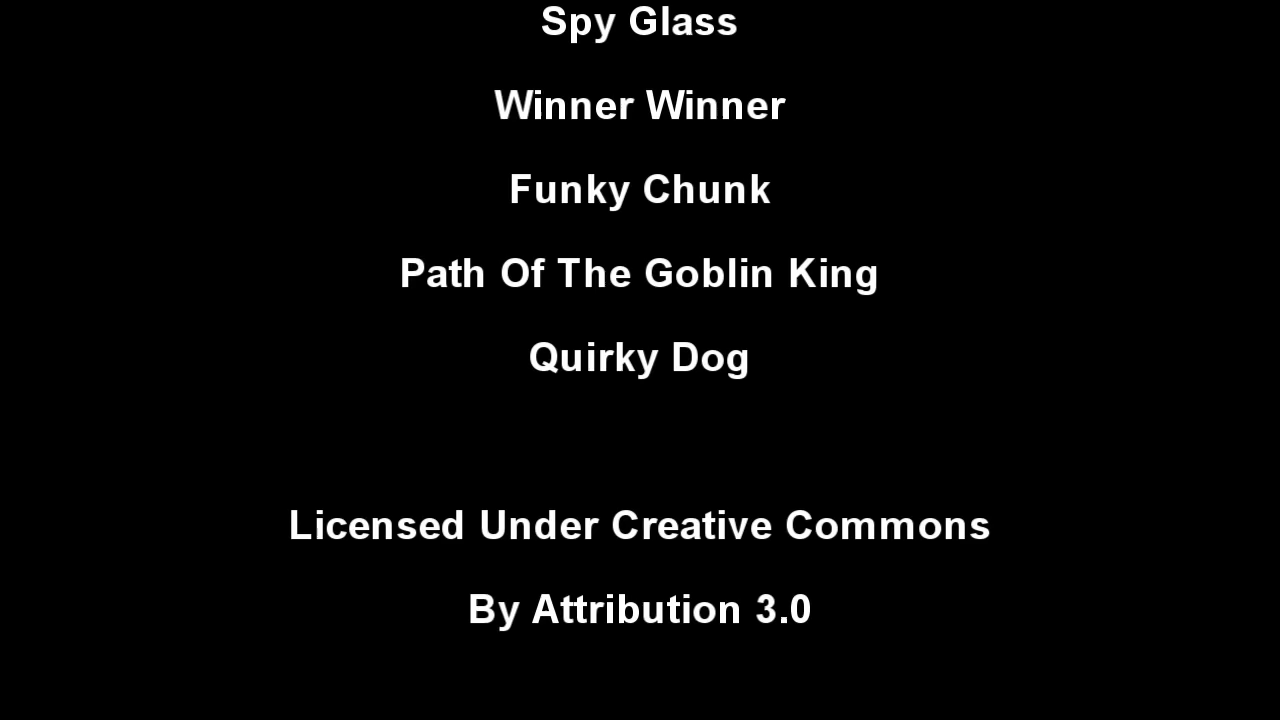 Spy Glass
Winner Winner
Funky Chunk
Path Of The Goblin King
Quirky Dog
Licensed Under Creative Commons
By Attribution 3.0